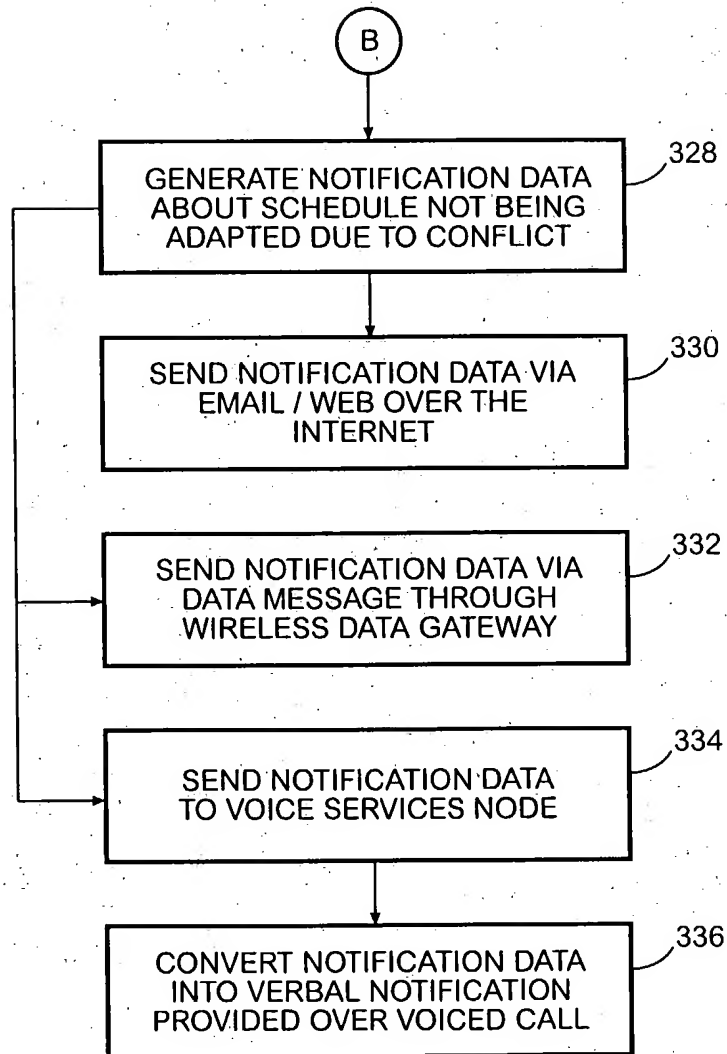 B
GENERATE NOTIFICATION DATA
ABOUT SCHEDULE NOT BEING
ADAPTED DUE TO CONFLICT
328
SEND NOTIFICATION DATA VIA
EMAIL / WEB OVER THE
INTERNET
330
SEND NOTIFICATION DATA VIA
DATA MESSAGE THROUGH
WIRELESS DATA GATEWAY
332
SEND NOTIFICATION DATA
TO VOICE SERVICES NODE
334
CONVERT NOTIFICATION DATA
INTO VERBAL NOTIFICATION
PROVIDED OVER VOICED CALL
336